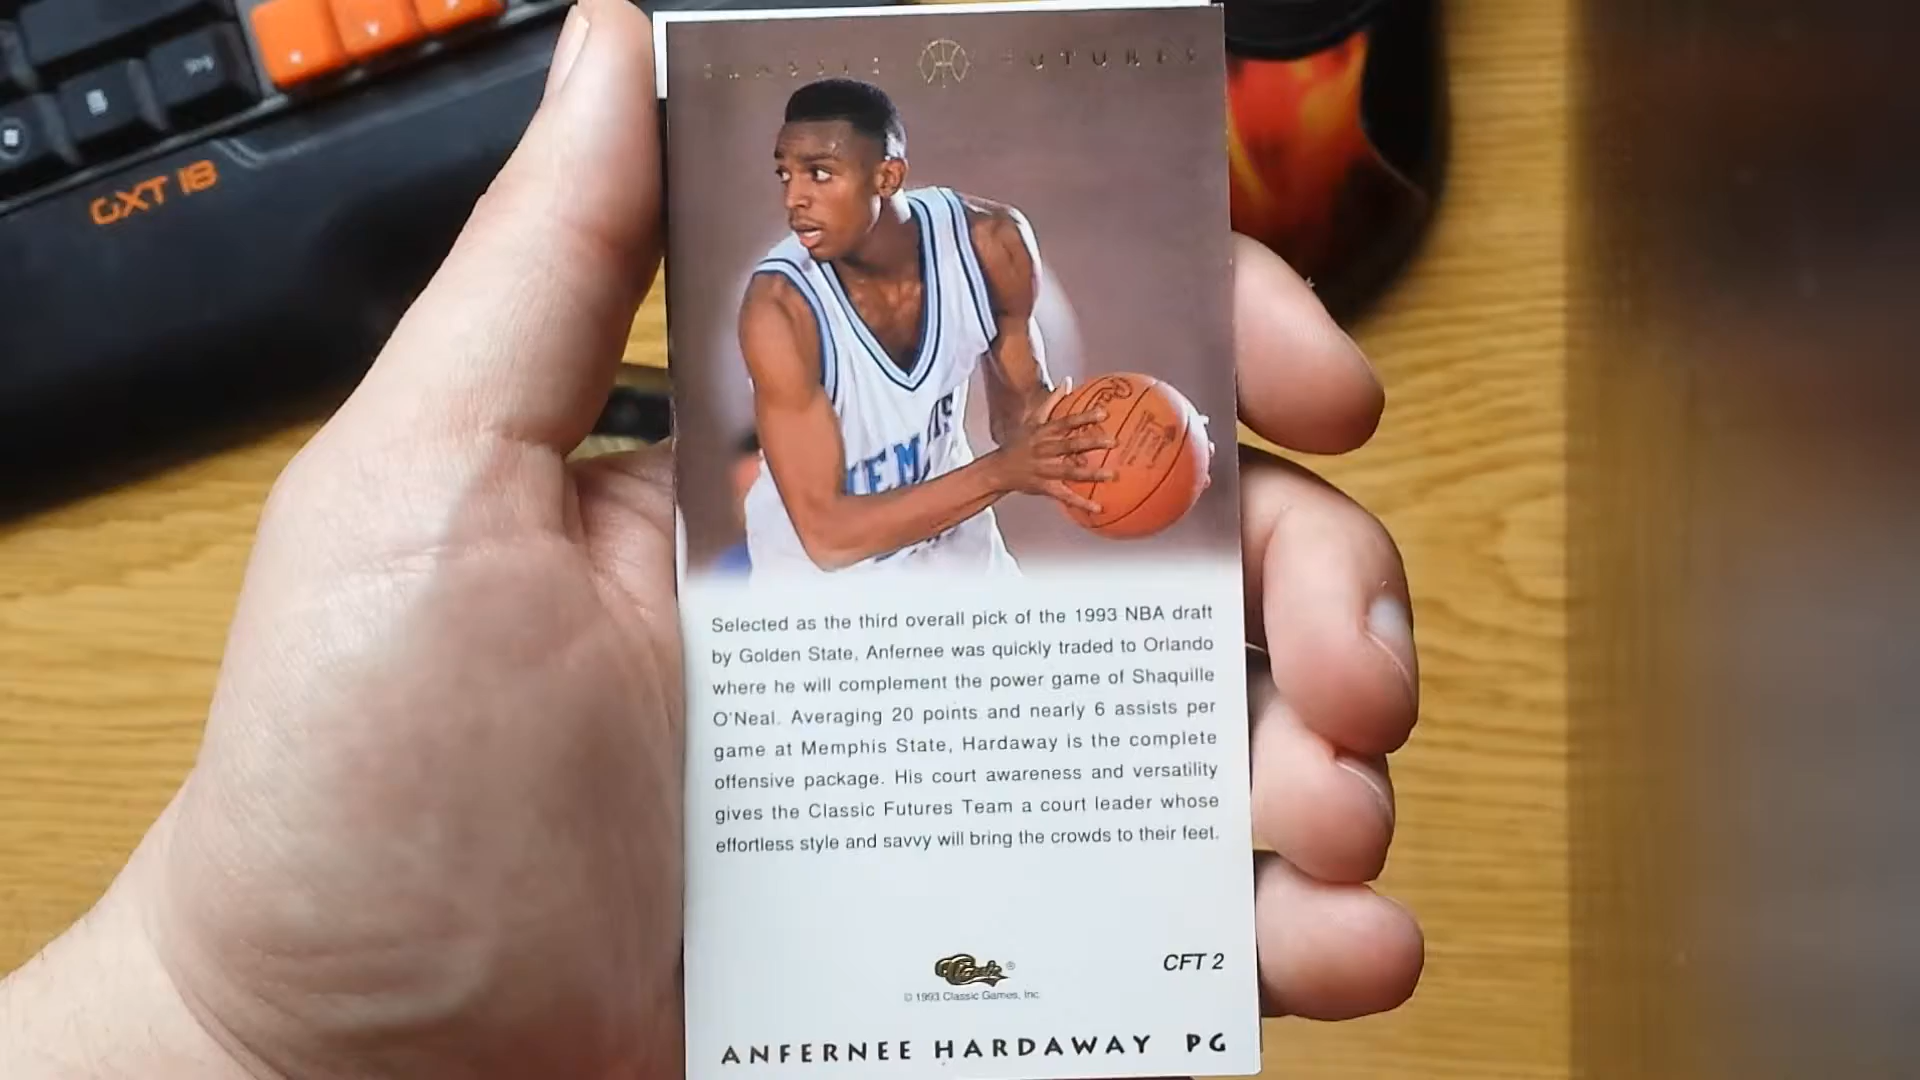 CLASSIC FUTURES
GXT 18
MEM IS
Selected as the third overall pick of the 1993 NBA draft
by Golden State, Anfernee was quickly traded to Orlando
where he will complement the power game of Shaquille
O'Neal. Averaging 20 points and nearly 6 assists per
game at Memphis State, Hardaway is the complete
offensive package. His court awareness and versatility
gives the Classic Futures Team a court leader whose
effortless style and savvy will bring the crowds to their feet.
Classic ®
CFT 2
© 1993 Classic Games, Inc.
ANFERNEE HARDAWAY PG